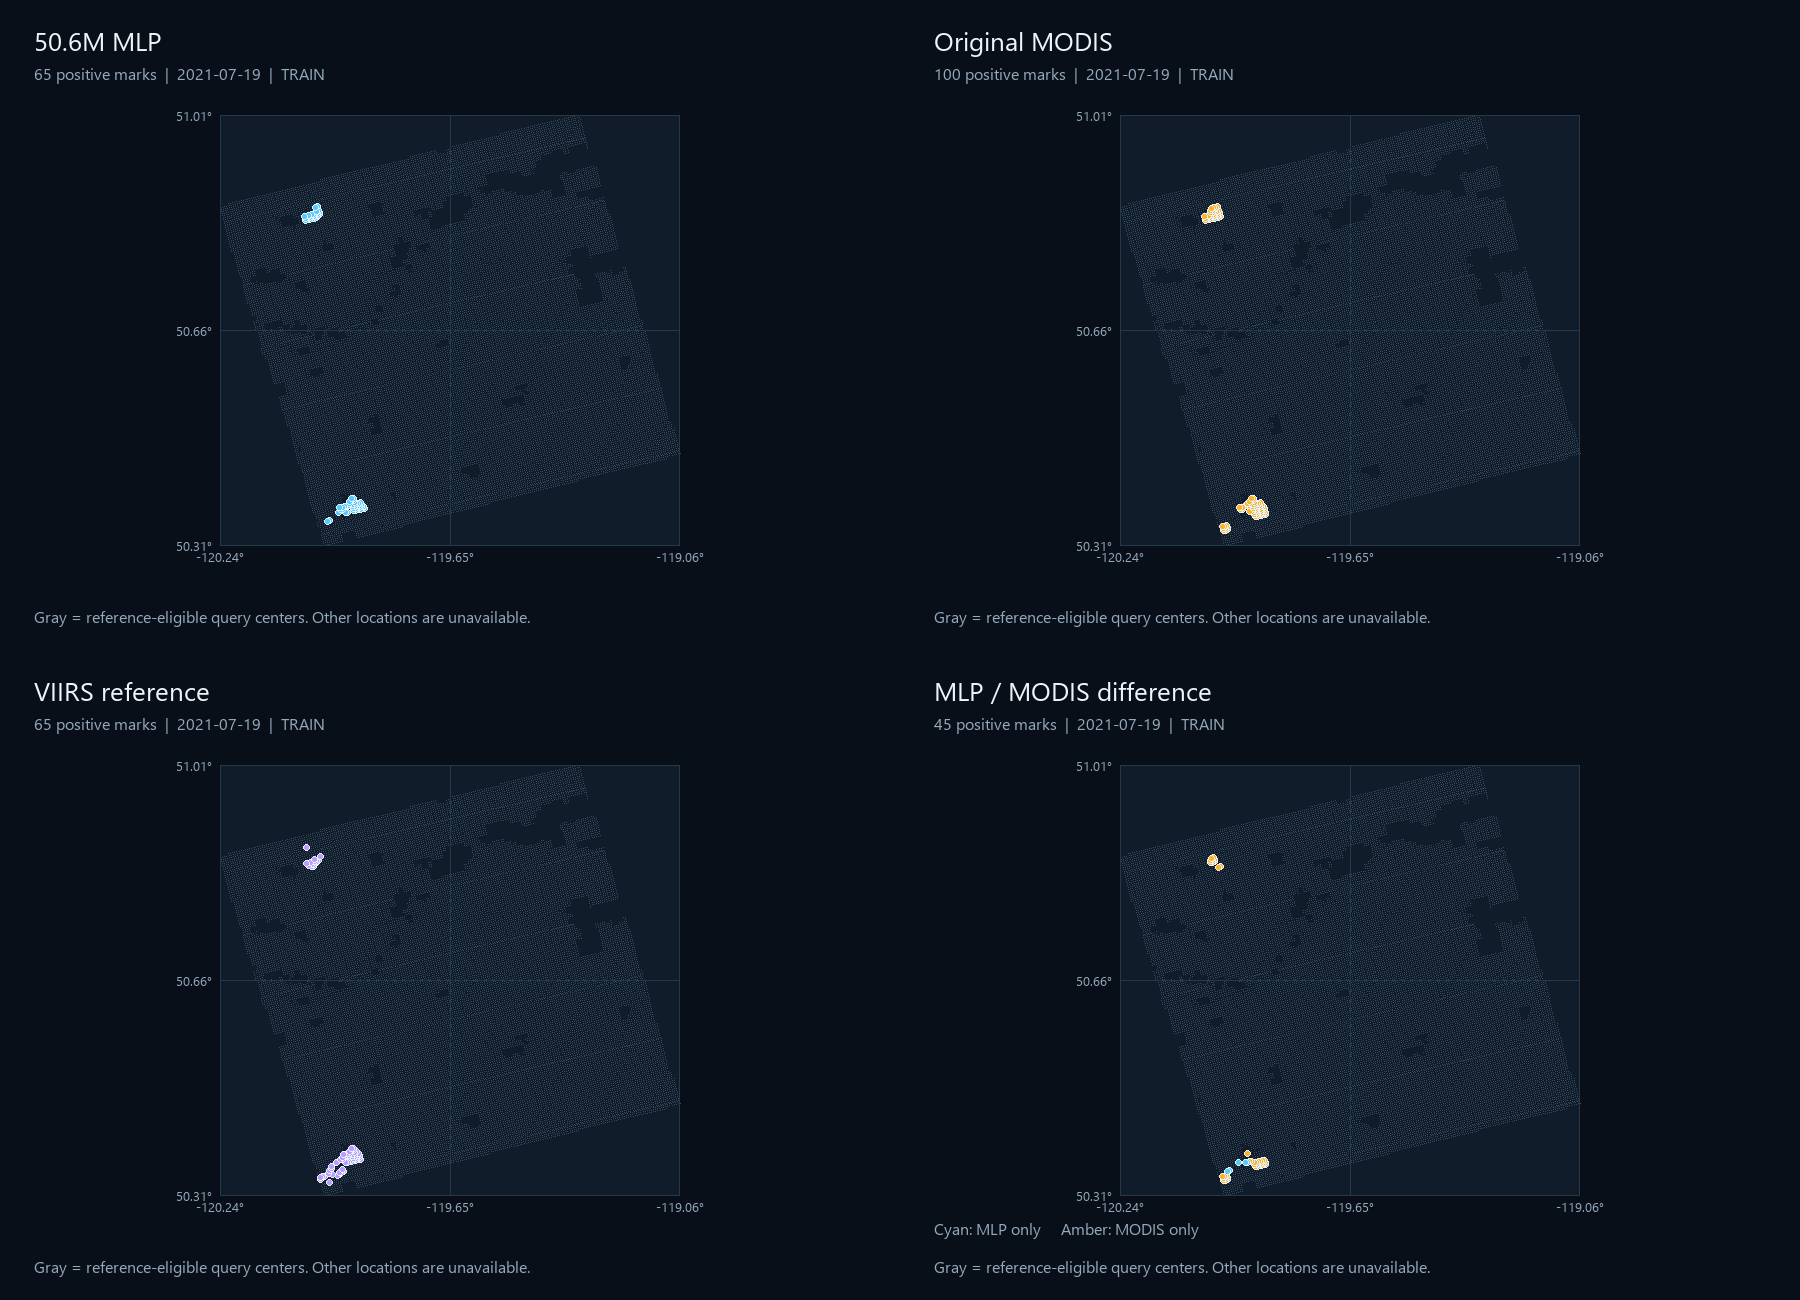 50.6M MLP
65 positive marks | 2021-07-19 | TRAIN
51.01°
50.66°
50.31°
-120.24°
-119.65°
-119.06°
Gray = reference-eligible query centers. Other locations are unavailable.
Original MODIS
100 positive marks | 2021-07-19 | TRAIN
51.01°
50.66°
50.31°
-120.24°
-119.65°
-119.06°
Gray = reference-eligible query centers. Other locations are unavailable.
VIIRS reference
65 positive marks | 2021-07-19 | TRAIN
51.01°
50.66°
50.31°
-120.24°
-119.65°
-119.06°
Gray = reference-eligible query centers. Other locations are unavailable.
MLP / MODIS difference
45 positive marks | 2021-07-19 | TRAIN
51.01°
50.66°
50.31°
-120.24°
-119.65°
-119.06°
Cyan: MLP only Amber: MODIS only
Gray = reference-eligible query centers. Other locations are unavailable.